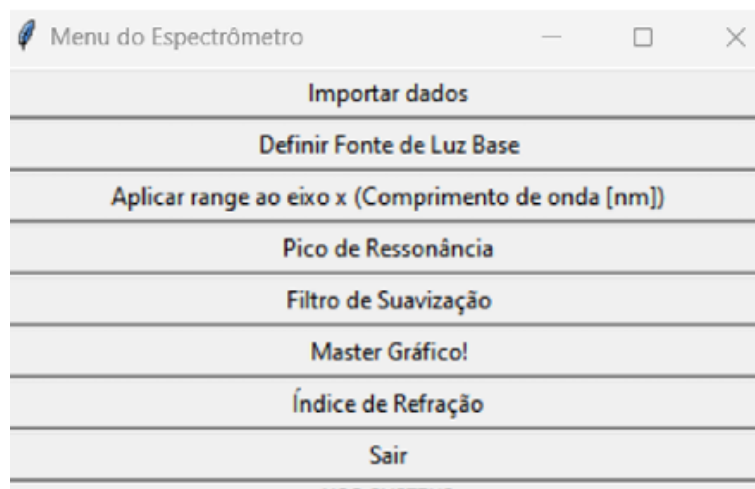 Menu do Espectrômetro
Importar dados
Definir Fonte de Luz Base
Aplicar range ao eixo x (Comprimento de onda [nm])
Pico de Ressonância
Filtro de Suavização
Master Gráfico!
Índice de Refração
Sair